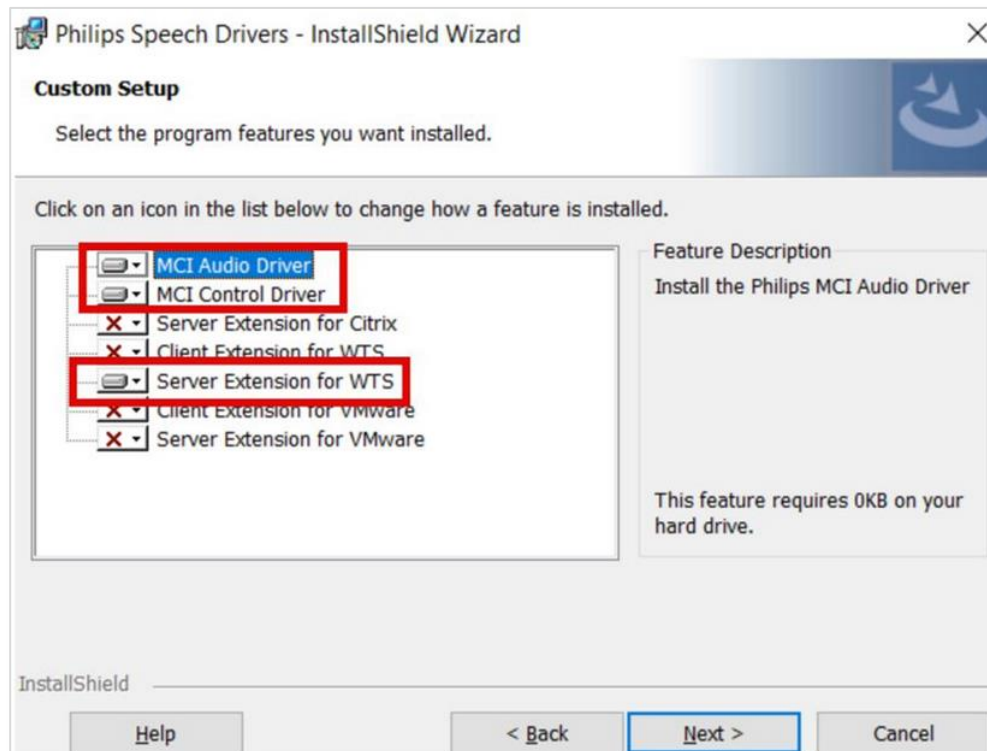 Philips Speech Drivers - InstallShield Wizard
Custom Setup
Select the program features you want installed.
Click on an icon in the list below to change how a feature is installed.
MCI Audio Driver
MCI Control Driver
Server Extension for Citrix
Client Extension for WTS
Server Extension for WTS
Client Extension for VMware
Server Extension for VMware
Feature Description
Install the Philips MCI Audio Driver
This feature requires 0KB on your
hard drive.
InstallShield
Help
< Back
Next >
Cancel